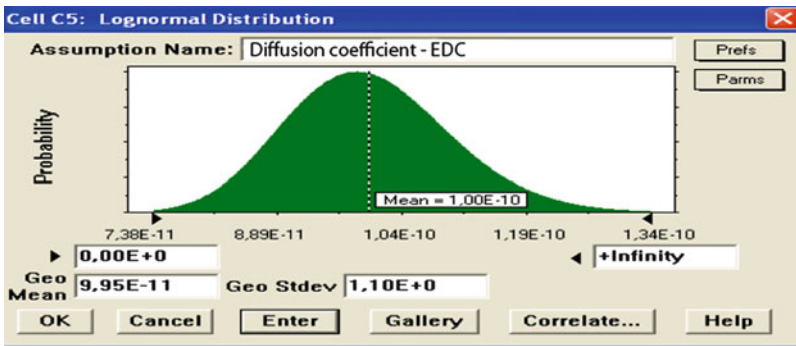 Cell C5: Lognormal Distribution
Assumption Name: Diffusion coefficient - EDC
Prefs
Parms
Probability
Mean = 1,00E-10
7,38E-11 8,89E-11 1,04E-10 1,19E-10 1,34E-10
0,00E+0 +Infinity
Geo Mean 9,95E-11 Geo Stdev 1,10E+0
OK Cancel Enter Gallery Correlate... Help